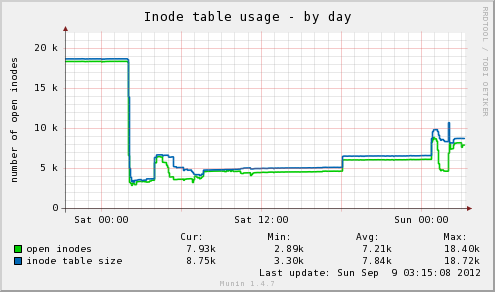 Inode table usage - by day
RRDTOOL / TOBI OETIKER
number of open inodes
20 k
15 k
10 k
5 k
0
Sat 00:00 Sat 12:00 Sun 00:00
Cur: Min: Avg: Max:
open inodes 7.93k 2.89k 7.21k 18.40k
inode table size 8.75k 3.30k 7.84k 18.72k
Last update: Sun Sep  9 03:15:08 2012
Munin 1.4.7